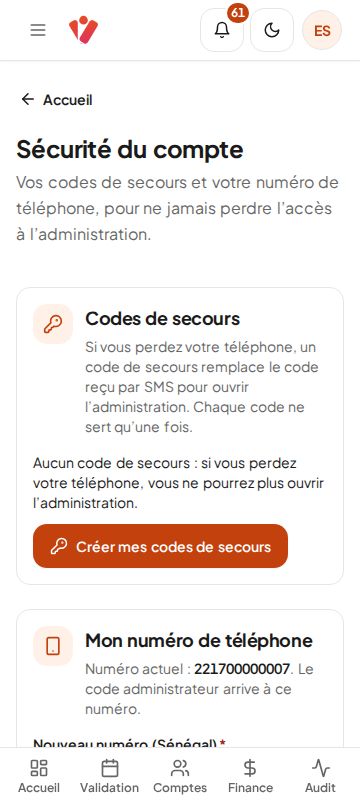 61
ES
Accueil
Sécurité du compte
Vos codes de secours et votre numéro de
téléphone, pour ne jamais perdre l'accès
à l'administration.
Codes de secours
Si vous perdez votre téléphone, un
code de secours remplace le code
reçu par SMS pour ouvrir
l'administration. Chaque code ne
sert qu'une fois.
Aucun code de secours : si vous perdez
votre téléphone, vous ne pourrez plus ouvrir
l'administration.
Créer mes codes de secours
Mon numéro de téléphone
Numéro actuel : 221700000007. Le
code administrateur arrive à ce
numéro.
Nouveau numéro (Sénégal) *
Accueil Validation Comptes Finance Audit